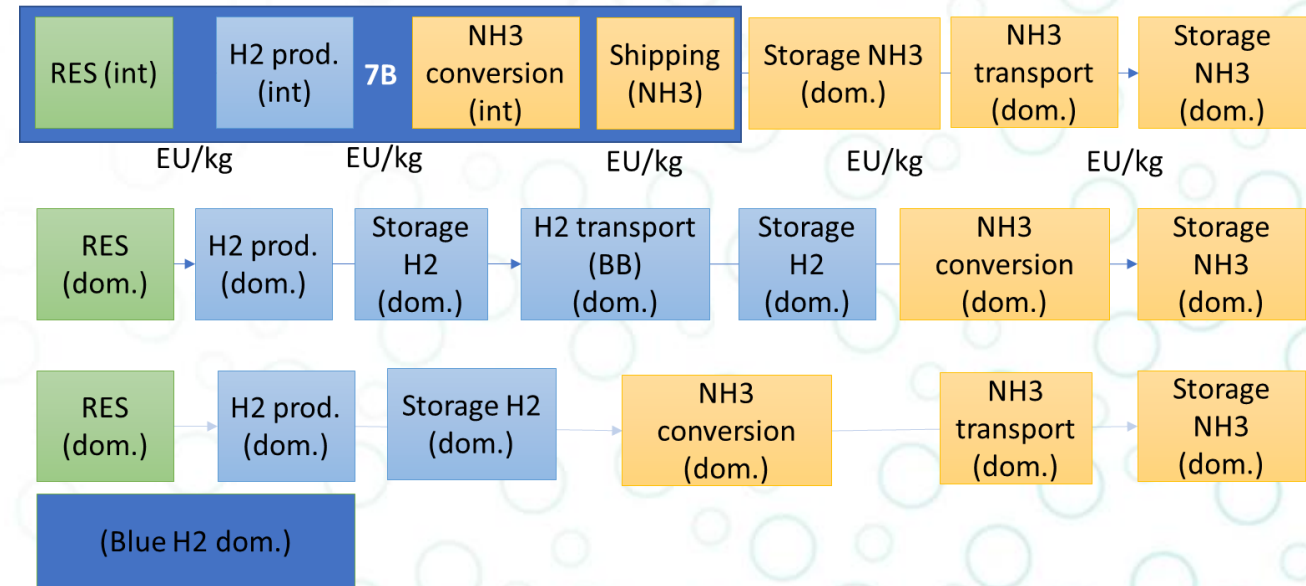 RES (int)
H2 prod.
(int)
7B
NH3
conversion
(int)
Shipping
(NH3)
Storage NH3
(dom.)
NH3
transport
(dom.)
Storage
NH3
(dom.)
EU/kg
EU/kg
EU/kg
EU/kg
EU/kg
RES
(dom.)
H2 prod.
(dom.)
Storage
H2
(dom.)
H2 transport
(BB)
(dom.)
Storage
H2
(dom.)
NH3
conversion
(dom.)
Storage
NH3
(dom.)
RES
(dom.)
H2 prod.
(dom.)
Storage H2
(dom.)
NH3
conversion
(dom.)
NH3
transport
(dom.)
Storage
NH3
(dom.)
(Blue H2 dom.)